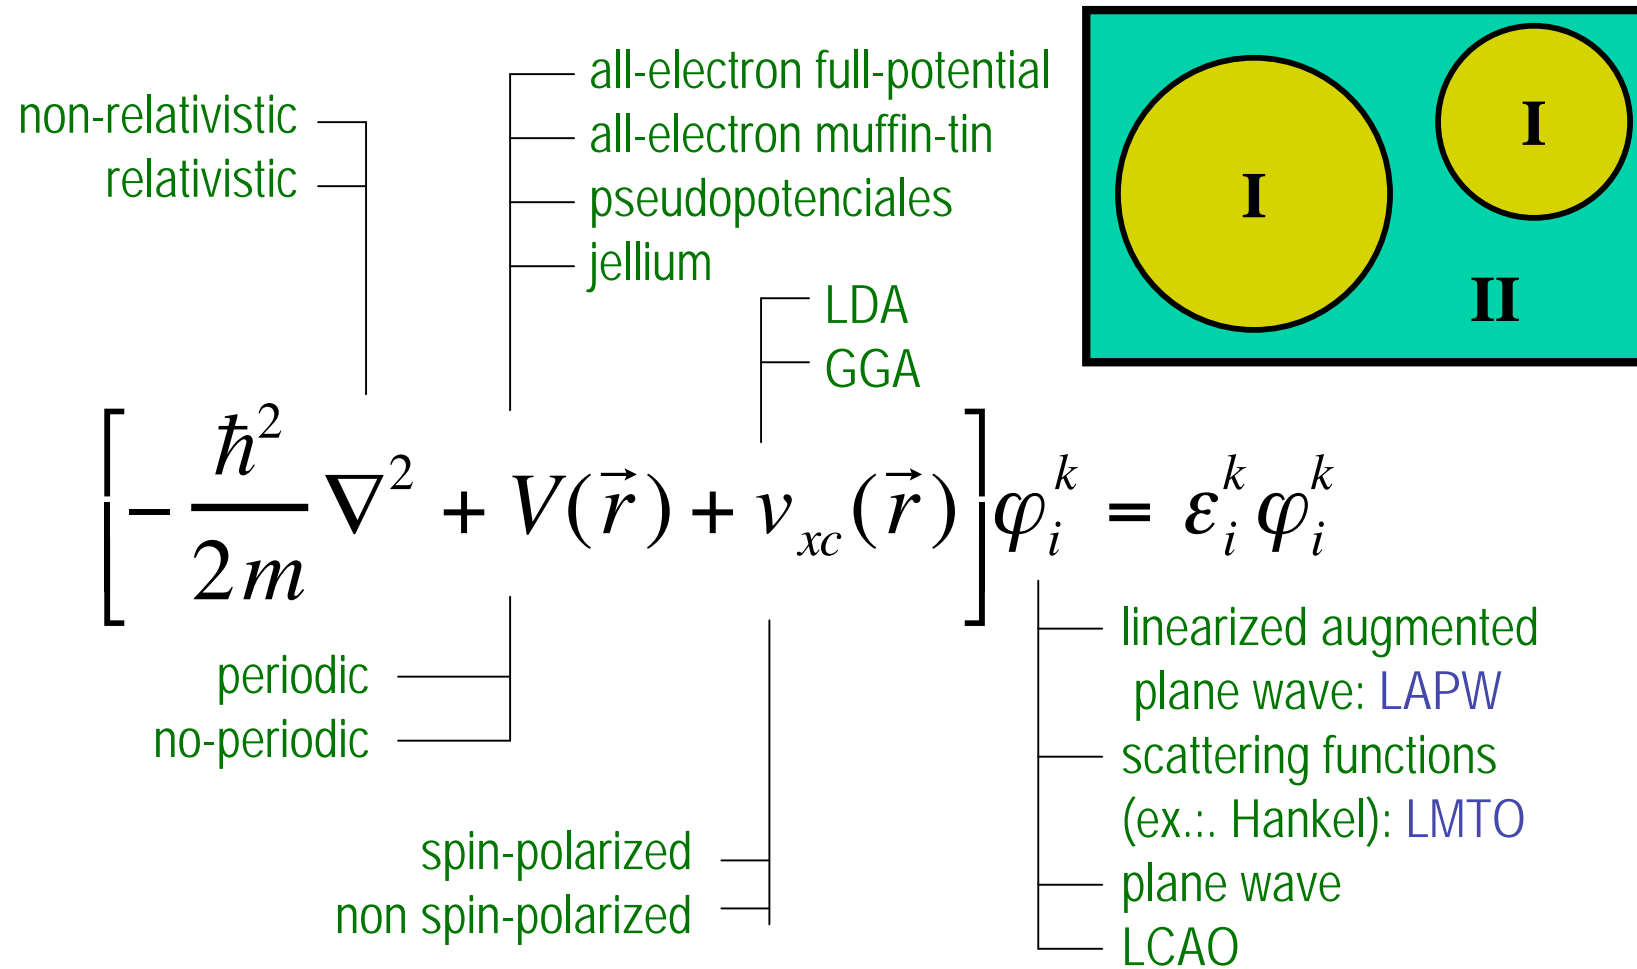 all-electron full-potential
non-relativistic
all-electron muffin-tin
relativistic
pseudopotenciales
jellium
I
I
II
LDA
GGA
[-ℏ²/2m ∇² + V(r⃗) + v_xc(r⃗)]φ_i^k = ε_i^k φ_i^k
periodic
no-periodic
spin-polarized
non spin-polarized
linearized augmented
plane wave: LAPW
scattering functions
(ex.:. Hankel): LMTO
plane wave
LCAO